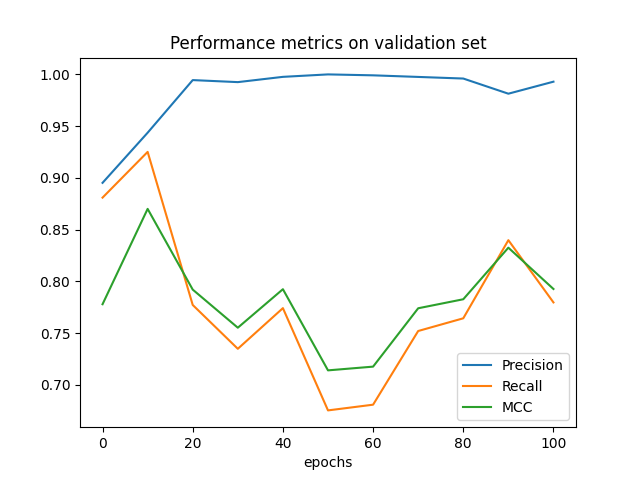 Performance metrics on validation set
1.00
0.95
0.90
0.85
0.80
0.75
0.70
Precision
Recall
MCC
0 20 40 60 80 100
epochs